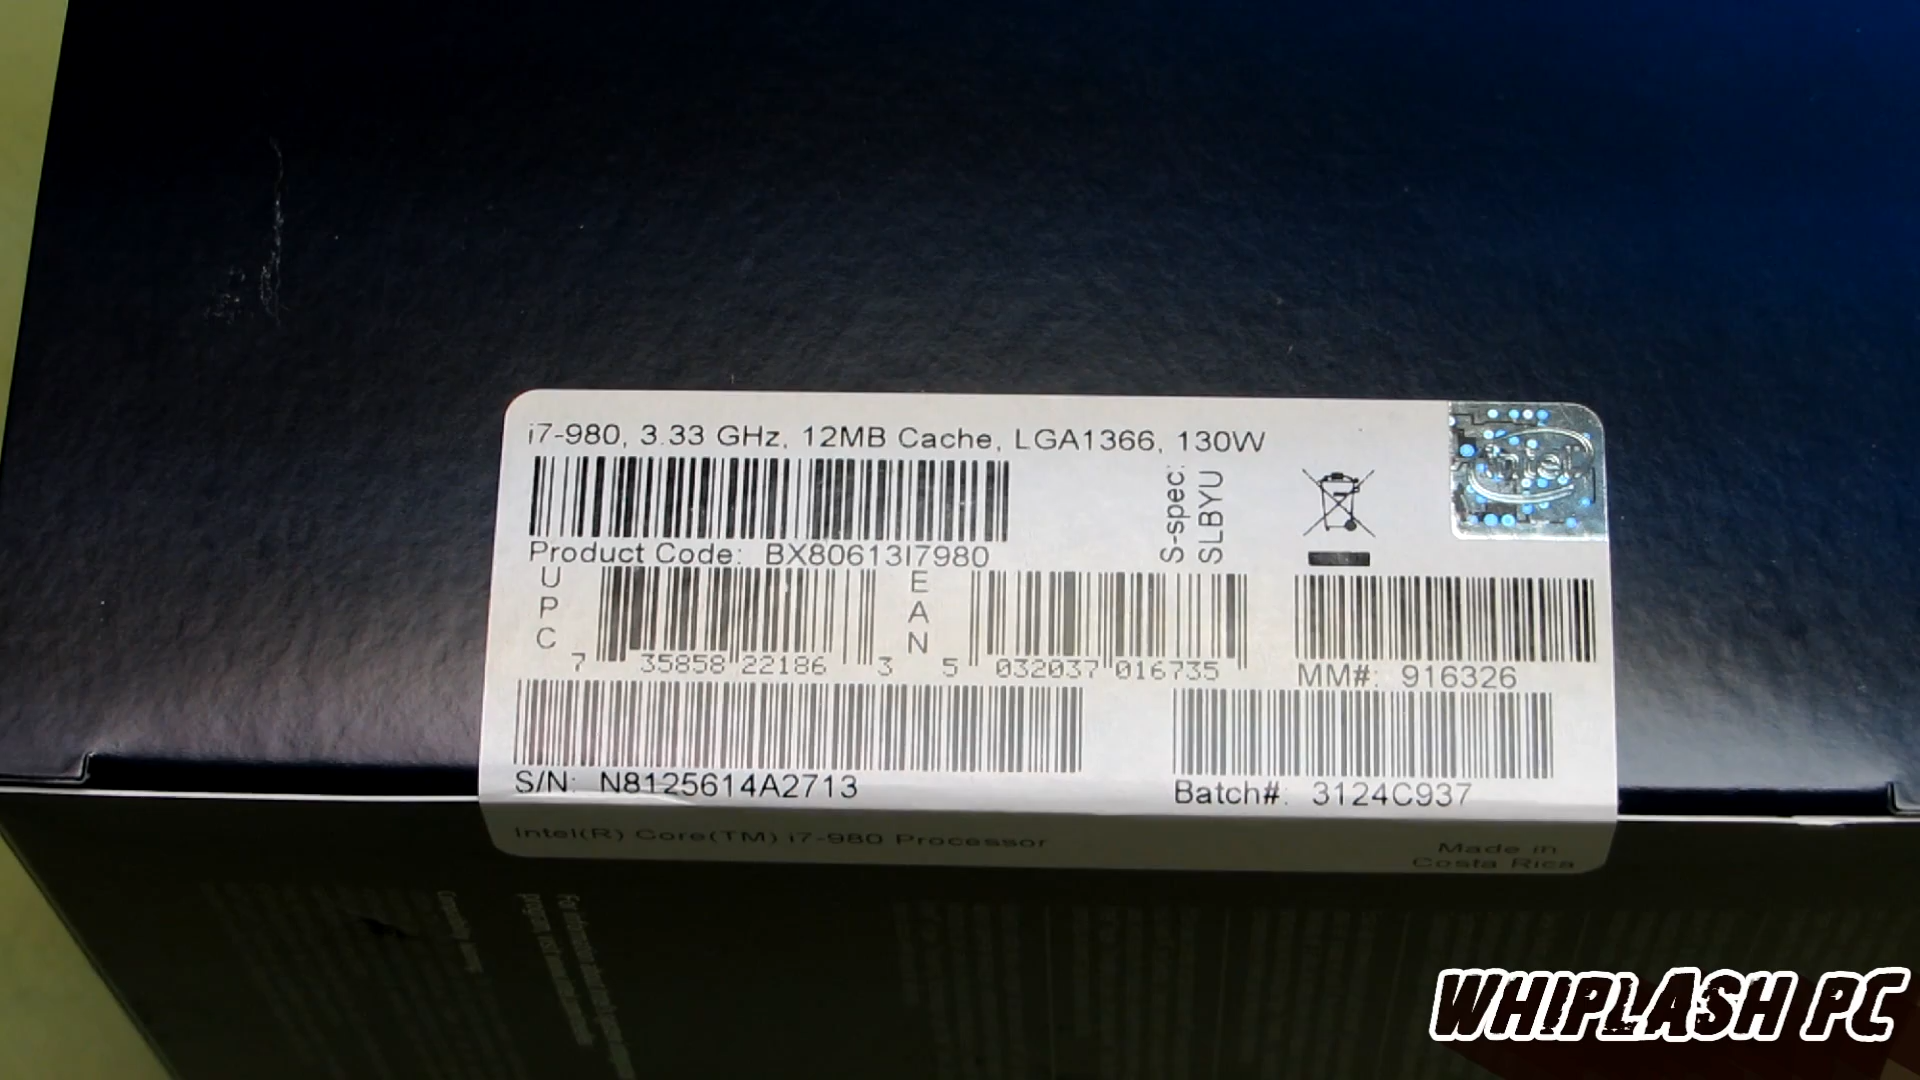 i7-980, 3.33 GHz, 12MB Cache, LGA1366, 130W
intel
S-spec:
SLBYU
Product Code: BX80613I7980
UPC
7 35858 22186 3
EAN
5 032037 016735
MM#: 916326
S/N: N8125614A2713
Batch#: 3124C937
Intel(R) Core(TM) i7-980 Processor
Made in
Costa Rica
WHIPLASH PC